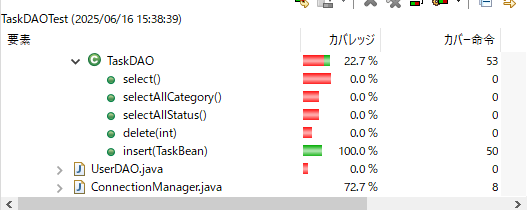 TaskDAOTest (2025/06/16 15:38:39)
要素 カバレッジ カバー命令
TaskDAO 22.7 % 53
select() 0.0 % 0
selectAllCategory() 0.0 % 0
selectAllStatus() 0.0 % 0
delete(int) 0.0 % 0
insert(TaskBean) 100.0 % 50
UserDAO.java 0.0 % 0
ConnectionManager.java 72.7 % 8